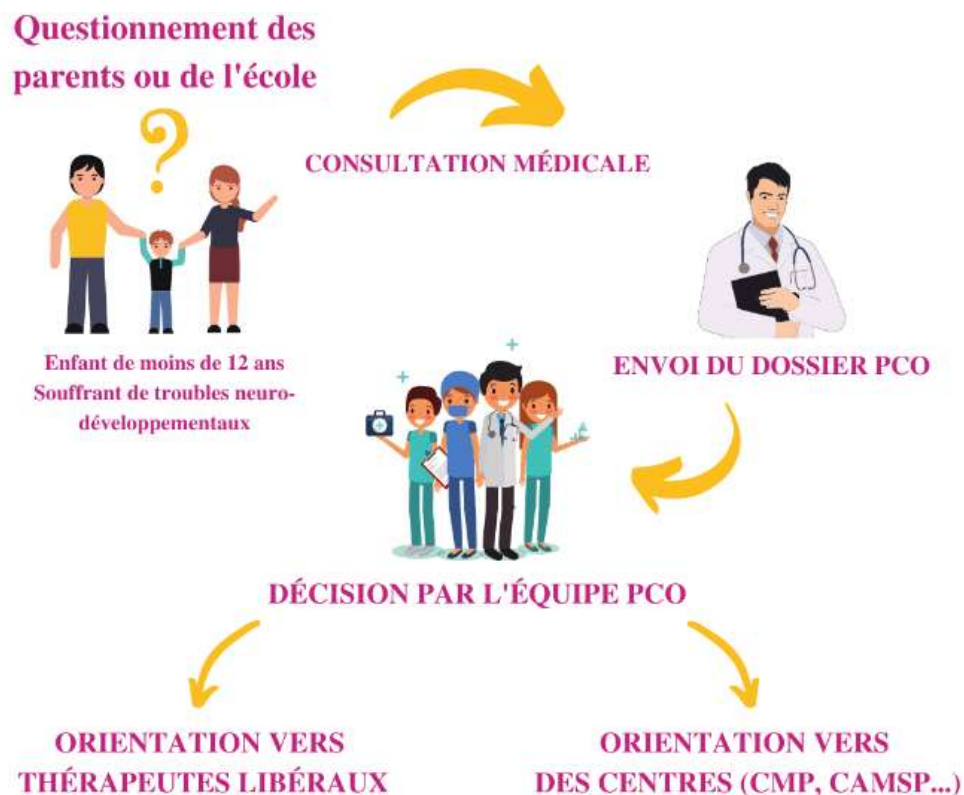 Questionnement des
parents ou de l'école
?
CONSULTATION MÉDICALE
Enfant de moins de 12 ans
Souffrant de troubles neuro-
développementaux
ENVOI DU DOSSIER PCO
DÉCISION PAR L'ÉQUIPE PCO
ORIENTATION VERS
THÉRAPEUTES LIBÉRAUX
ORIENTATION VERS
DES CENTRES (CMP, CAMSP...)